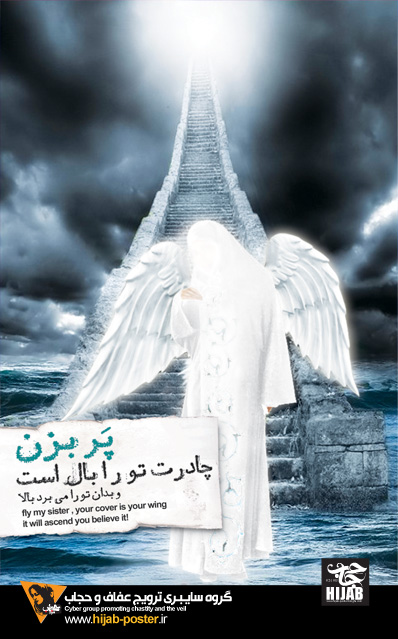 پَر بزن
چادرت تو را بال است
و بدان تو را می برد بالا
fly my sister , your cover is your wing
it will ascend you believe it!
HIJAB
گروه سایبری ترویج عفاف و حجاب
Cyber group promoting chastity and the veil
www.hijab-poster.ir